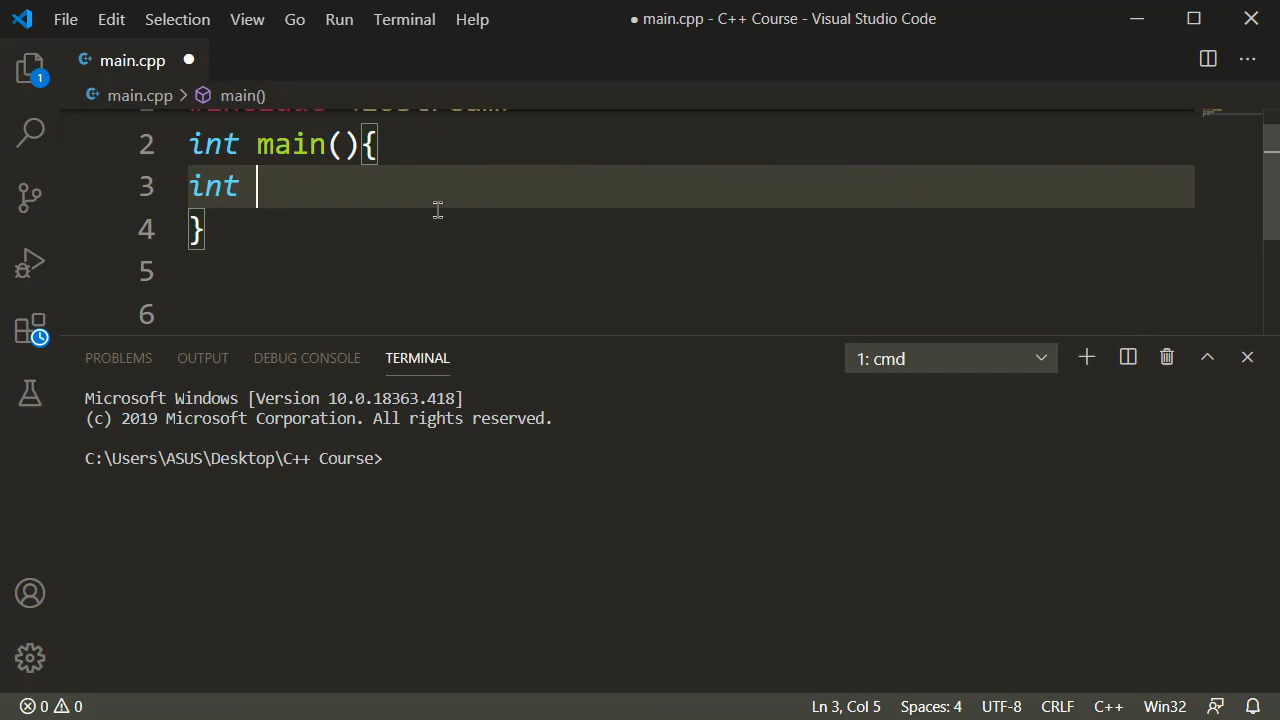 File Edit Selection View Go Run Terminal Help ● main.cpp - C++ Course - Visual Studio Code
main.cpp
main.cpp > main()
2 int main(){
3 int
4 }
5
6
PROBLEMS OUTPUT DEBUG CONSOLE TERMINAL 1: cmd
Microsoft Windows [Version 10.0.18363.418]
(c) 2019 Microsoft Corporation. All rights reserved.
C:\Users\ASUS\Desktop\C++ Course>
1
0 0 Ln 3, Col 5 Spaces: 4 UTF-8 CRLF C++ Win32